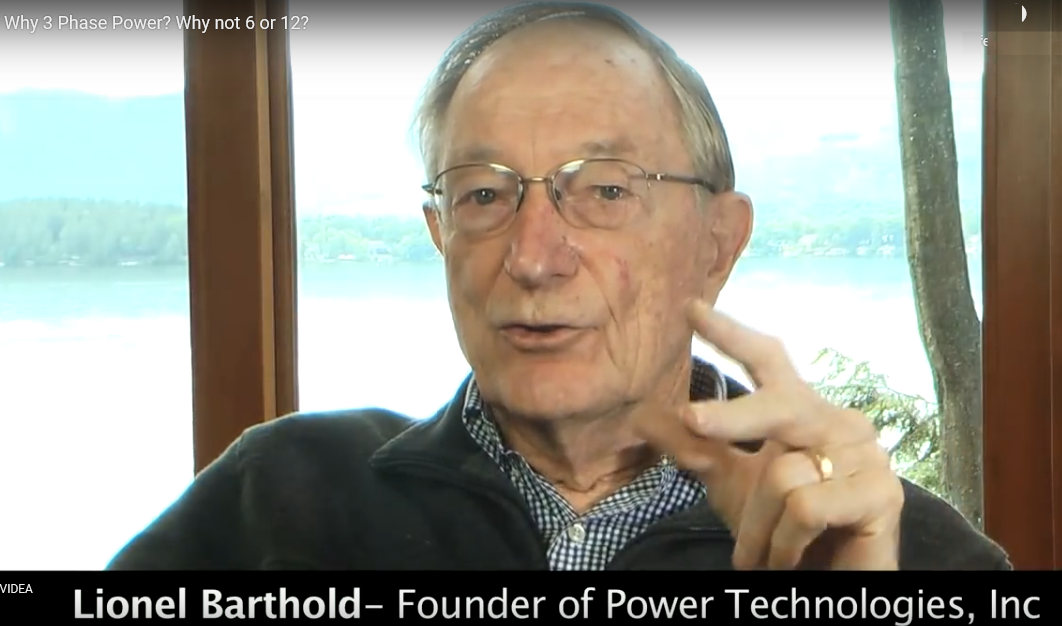 Why 3 Phase Power? Why not 6 or 12?
VIDEA
Lionel Barthold– Founder of Power Technologies, Inc